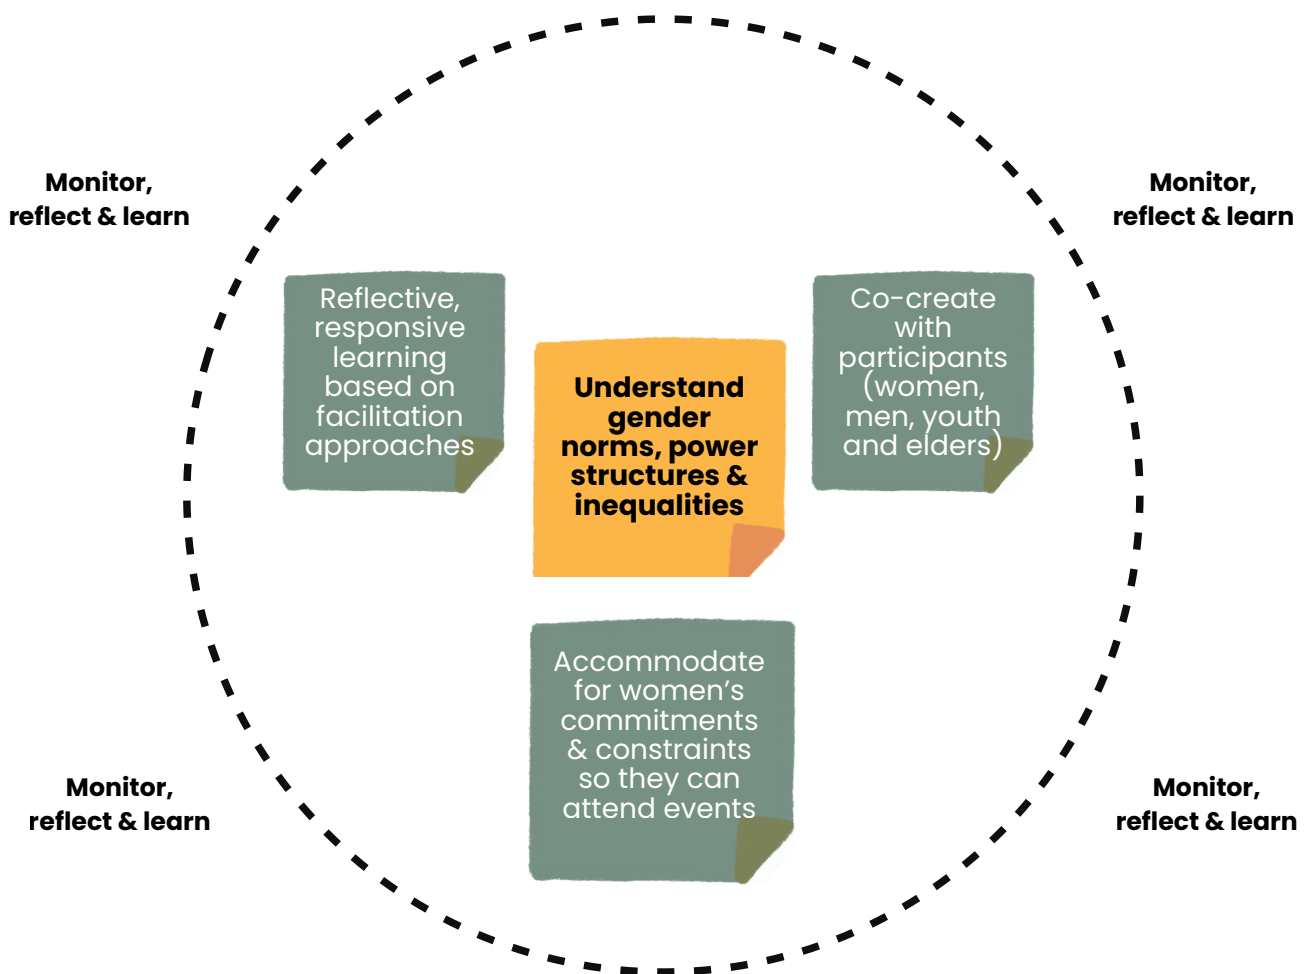 Monitor,
reflect & learn
Monitor,
reflect & learn
Reflective,
responsive
learning
based on
facilitation
approaches
Understand
gender
norms, power
structures &
inequalities
Co-create
with
participants
(women,
men, youth
and elders)
Accommodate
for women’s
commitments
& constraints
so they can
attend events
Monitor,
reflect & learn
Monitor,
reflect & learn